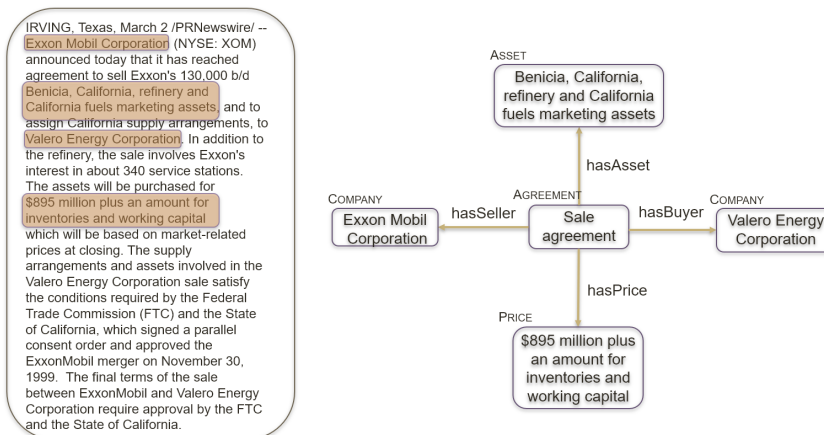 IRVING, Texas, March 2 /PRNewswire/ --
Exxon Mobil Corporation (NYSE: XOM)
announced today that it has reached
agreement to sell Exxon's 130,000 b/d
Benicia, California, refinery and
California fuels marketing assets, and to
assign California supply arrangements, to
Valero Energy Corporation. In addition to
the refinery, the sale involves Exxon's
interest in about 340 service stations.
The assets will be purchased for
$895 million plus an amount for
inventories and working capital
which will be based on market-related
prices at closing. The supply
arrangements and assets involved in the
Valero Energy Corporation sale satisfy
the conditions required by the Federal
Trade Commission (FTC) and the State
of California, which signed a parallel
consent order and approved the
ExxonMobil merger on November 30,
1999. The final terms of the sale
between ExxonMobil and Valero Energy
Corporation require approval by the FTC
and the State of California.
ASSET
Benicia, California,
refinery and California
fuels marketing assets
hasAsset
COMPANY
Exxon Mobil
Corporation
hasSeller
AGREEMENT
Sale
agreement
hasBuyer
COMPANY
Valero Energy
Corporation
hasPrice
PRICE
$895 million plus
an amount for
inventories and
working capital